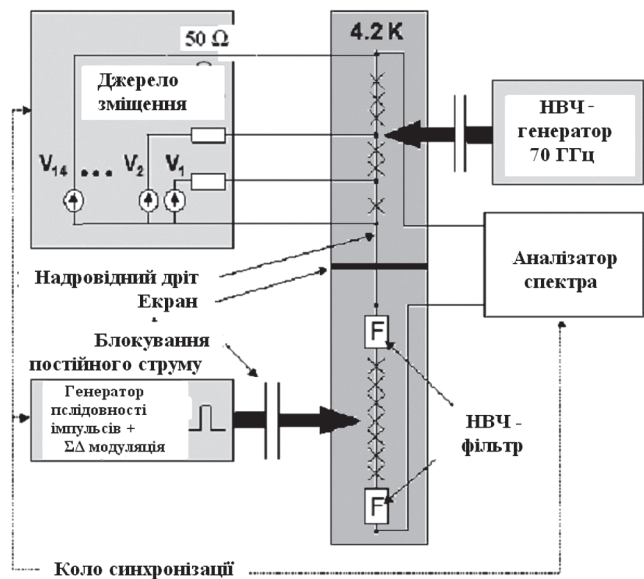 50 Ω
4.2 K
Джерело
зміщення
V14 ••• V2 V1
НВЧ -
генератор
70 ГГц
Надровідний дріт
Екран
Аналізатор
спектра
Блокування
постійного струму
F
Генератор
пслідовності
імпульсів +
ΣΔ модуляція
НВЧ -
фільтр
F
Коло синхронізації